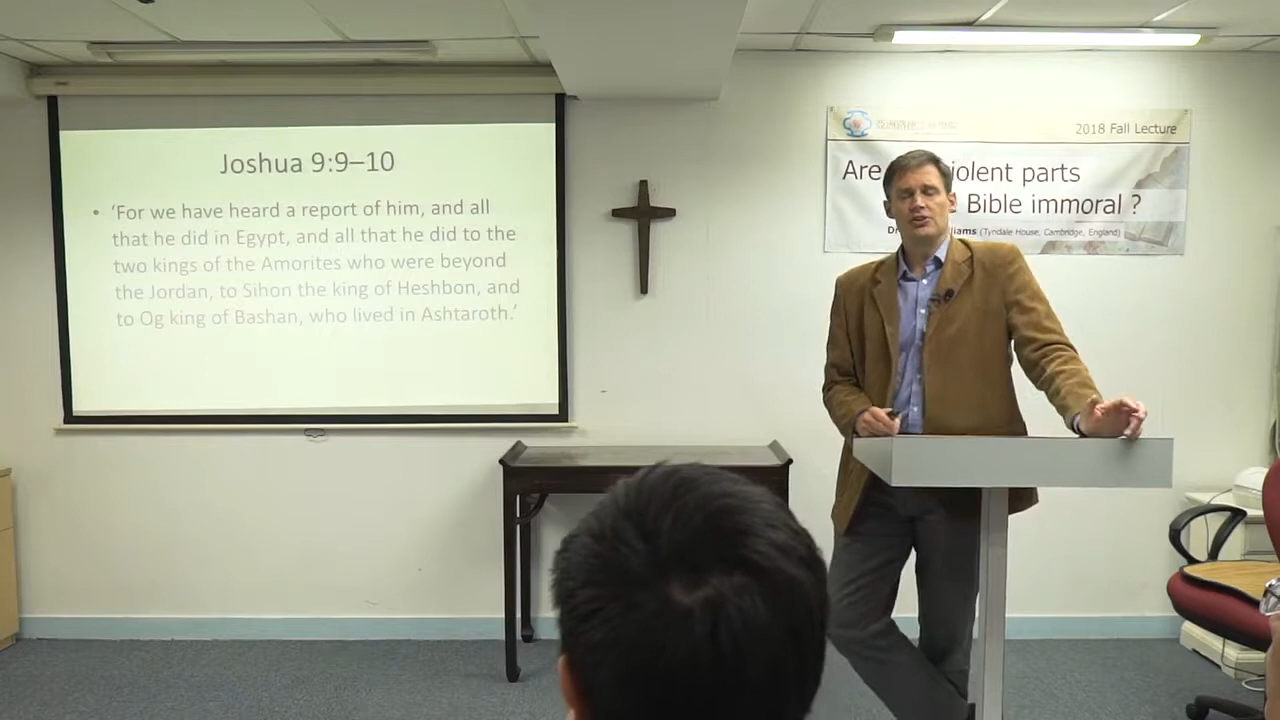 Joshua 9:9–10
• ‘For we have heard a report of him, and all
that he did in Egypt, and all that he did to the
two kings of the Amorites who were beyond
the Jordan, to Sihon the king of Heshbon, and
to Og king of Bashan, who lived in Ashtaroth.’
2018 Fall Lecture
Are iolent parts
Bible immoral ?
iams (Tyndale House, Cambridge, England)